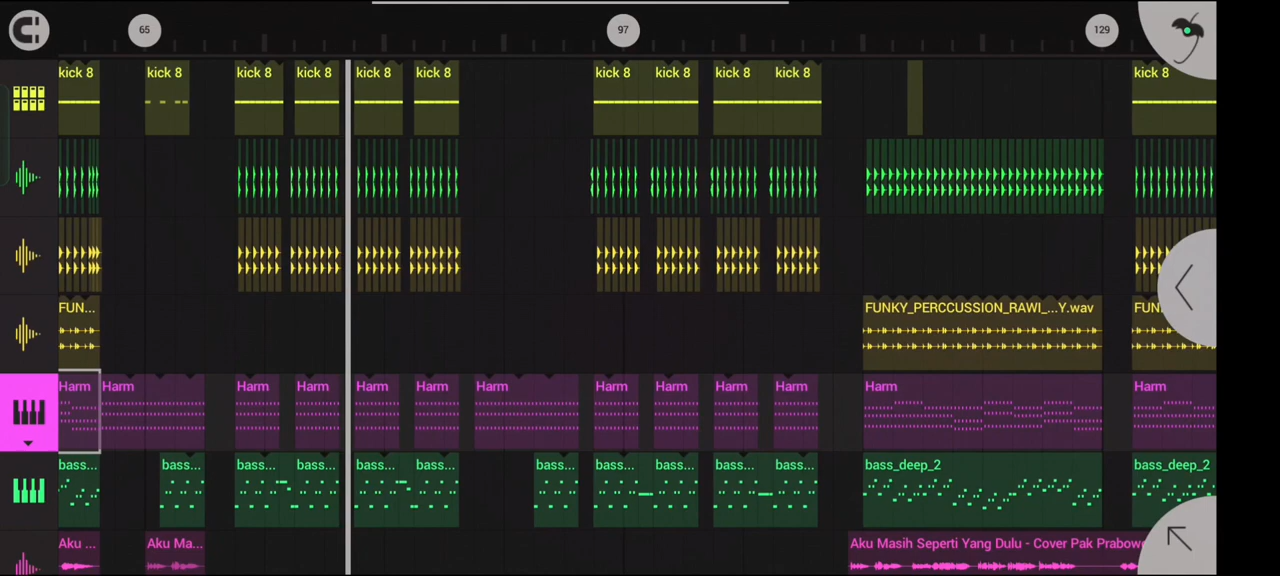 65 97 129
kick 8 kick 8 kick 8 kick 8 kick 8 kick 8 kick 8 kick 8 kick 8 kick 8 kick 8
FUN... FUNKY_PERCCUSSION_RAWI_...Y.wav FUN
Harm Harm Harm Harm Harm Harm Harm Harm Harm Harm Harm Harm Harm
bass... bass... bass... bass... bass... bass... bass... bass... bass... bass... bass... bass_deep_2 bass_deep_2
Aku ... Aku Ma... Aku Masih Seperti Yang Dulu - Cover Pak Prabowo